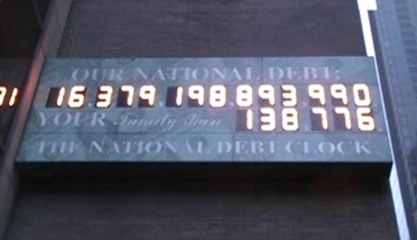 OUR NATIONAL DEBT:
16,379,198,893,990
YOUR Family share 138,776
THE NATIONAL DEBT CLOCK